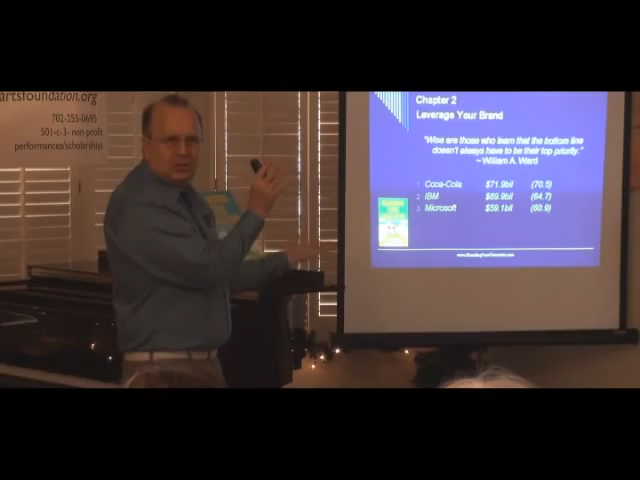 artsfoundation.org
702-255-0695
501-c-3- non profit
performances/scholarships
Chapter 2
Leverage Your Brand
"Wise are those who learn that the bottom line
doesn't always have to be their top priority."
~ William A. Ward
1. Coca-Cola $71.9bil (70.5)
2. IBM $69.9bil (64.7)
3. Microsoft $59.1bil (60.9)